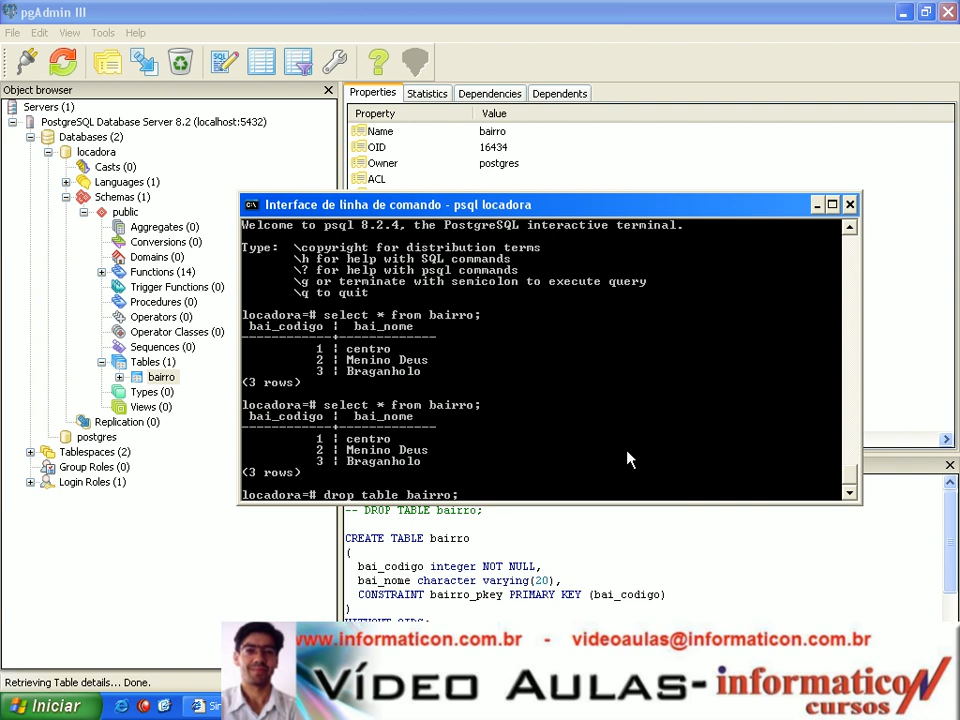 pgAdmin III
File Edit View Tools Help
Object browser
Servers (1)
PostgreSQL Database Server 8.2 (localhost:5432)
Databases (2)
locadora
Casts (0)
Languages (1)
Schemas (1)
public
Aggregates (0)
Conversions (0)
Domains (0)
Functions (14)
Trigger Functions (0)
Procedures (0)
Operators (0)
Operator Classes (0)
Sequences (0)
Tables (1)
bairro
Types (0)
Views (0)
Replication (0)
postgres
Tablespaces (2)
Group Roles (0)
Login Roles (1)
Properties Statistics Dependencies Dependents
Property Value
Name bairro
OID 16434
Owner postgres
ACL
Interface de linha de comando - psql locadora
Welcome to psql 8.2.4, the PostgreSQL interactive terminal.
Type: \copyright for distribution terms
\h for help with SQL commands
\? for help with psql commands
\g or terminate with semicolon to execute query
\q to quit
locadora=# select * from bairro;
bai_codigo | bai_nome
------------+-------------
1 | centro
2 | Menino Deus
3 | Braganholo
(3 rows)
locadora=# select * from bairro;
bai_codigo | bai_nome
------------+-------------
1 | centro
2 | Menino Deus
3 | Braganholo
(3 rows)
locadora=# drop table bairro;
-- DROP TABLE bairro;
CREATE TABLE bairro
(
bai_codigo integer NOT NULL,
bai_nome character varying(20),
CONSTRAINT bairro_pkey PRIMARY KEY (bai_codigo)
)
WITHOUT OIDS;
Retrieving Table details... Done.
Iniciar
www.informaticon.com.br - videoaulas@informaticon.com.br
VÍDEO AULAS-informaticon
cursos